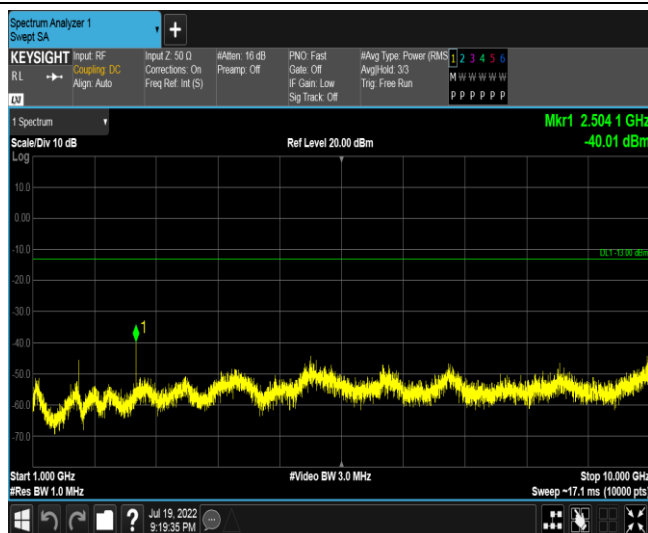 Spectrum Analyzer 1
Swept SA
KEYSIGHT
RL
LXI
Input: RF
Coupling: DC
Align: Auto
Input Z: 50 Ω
Corrections: On
Freq Ref: Int (S)
#Atten: 16 dB
Preamp: Off
PNO: Fast
Gate: Off
IF Gain: Low
Sig Track: Off
#Avg Type: Power (RMS
Avg|Hold: 3/3
Trig: Free Run
1 2 3 4 5 6
M W W W W W
P P P P P P
1 Spectrum
Mkr1 2.504 1 GHz
Scale/Div 10 dB
Ref Level 20.00 dBm
-40.01 dBm
Log
10.0
0.00
-10.0
DL1 -13.00 dBm
-20.0
-30.0
1
-40.0
-50.0
-60.0
-70.0
Start 1.000 GHz
#Video BW 3.0 MHz
Stop 10.000 GHz
#Res BW 1.0 MHz
Sweep ~17.1 ms (10000 pts)
?
Jul 19, 2022
9:19:35 PM